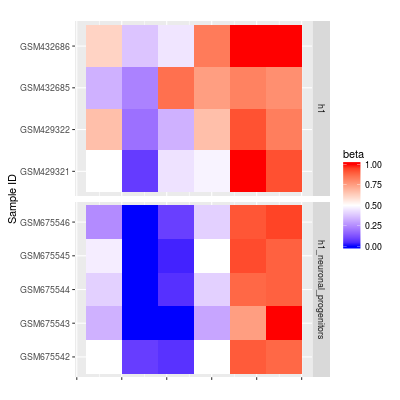 Sample ID
GSM432686
GSM432685
GSM429322
GSM429321
h1
GSM675546
GSM675545
GSM675544
GSM675543
GSM675542
h1_neuronal_progenitors
beta
1.00
0.75
0.50
0.25
0.00